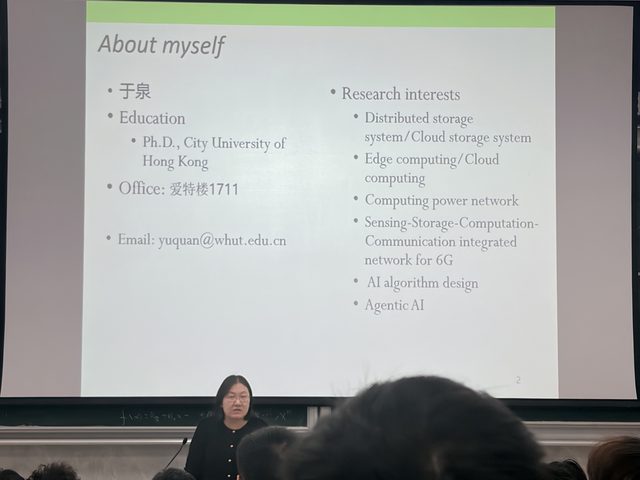 About myself
• 于泉
• Education
• Ph.D., City University of
Hong Kong
• Office: 爱特楼1711
• Email: yuquan@whut.edu.cn
• Research interests
• Distributed storage
system/Cloud storage system
• Edge computing/Cloud
computing
• Computing power network
• Sensing-Storage-Computation-
Communication integrated
network for 6G
• AI algorithm design
• Agentic AI
2